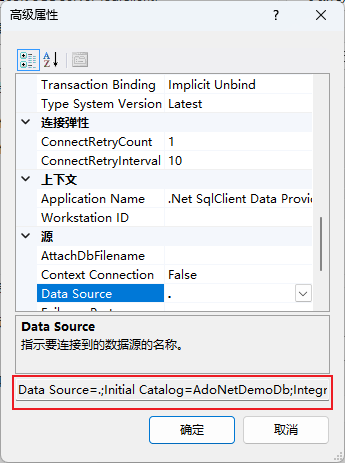 高级属性
Transaction Binding Implicit Unbind
Type System Version Latest
连接弹性
ConnectRetryCount 1
ConnectRetryInterval 10
上下文
Application Name .Net SqlClient Data Provid
Workstation ID
源
AttachDbFilename
Context Connection False
Data Source .
Data Source
指示要连接到的数据源的名称。
Data Source=.;Initial Catalog=AdoNetDemoDb;Integr
确定 取消